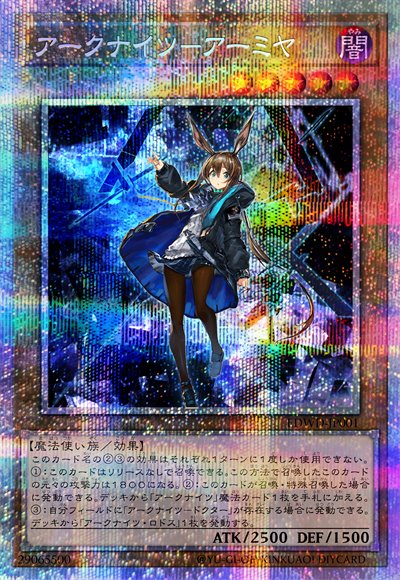 アークナイツ－アーミヤ
やみ
闇
EDWD-JP001
【魔法使い族／効果】
このカード名の②③の効果はそれぞれ１ターンに１度しか使用できない。
①：このカードはリリースなしで召喚できる。この方法で召喚したこのカード
の元々の攻撃力は１８００になる。②：このカードが召喚・特殊召喚した場合
に発動できる。デッキから「アークナイツ」魔法カード１枚を手札に加える。
③：自分フィールドに「アークナイツ－ドクター」が存在する場合に発動できる。
デッキから「アークナイツ・ロドス」１枚を発動する。
ATK/2500 DEF/1500
29065500
@YU-GI-OH KINKUAOI DIYCARD